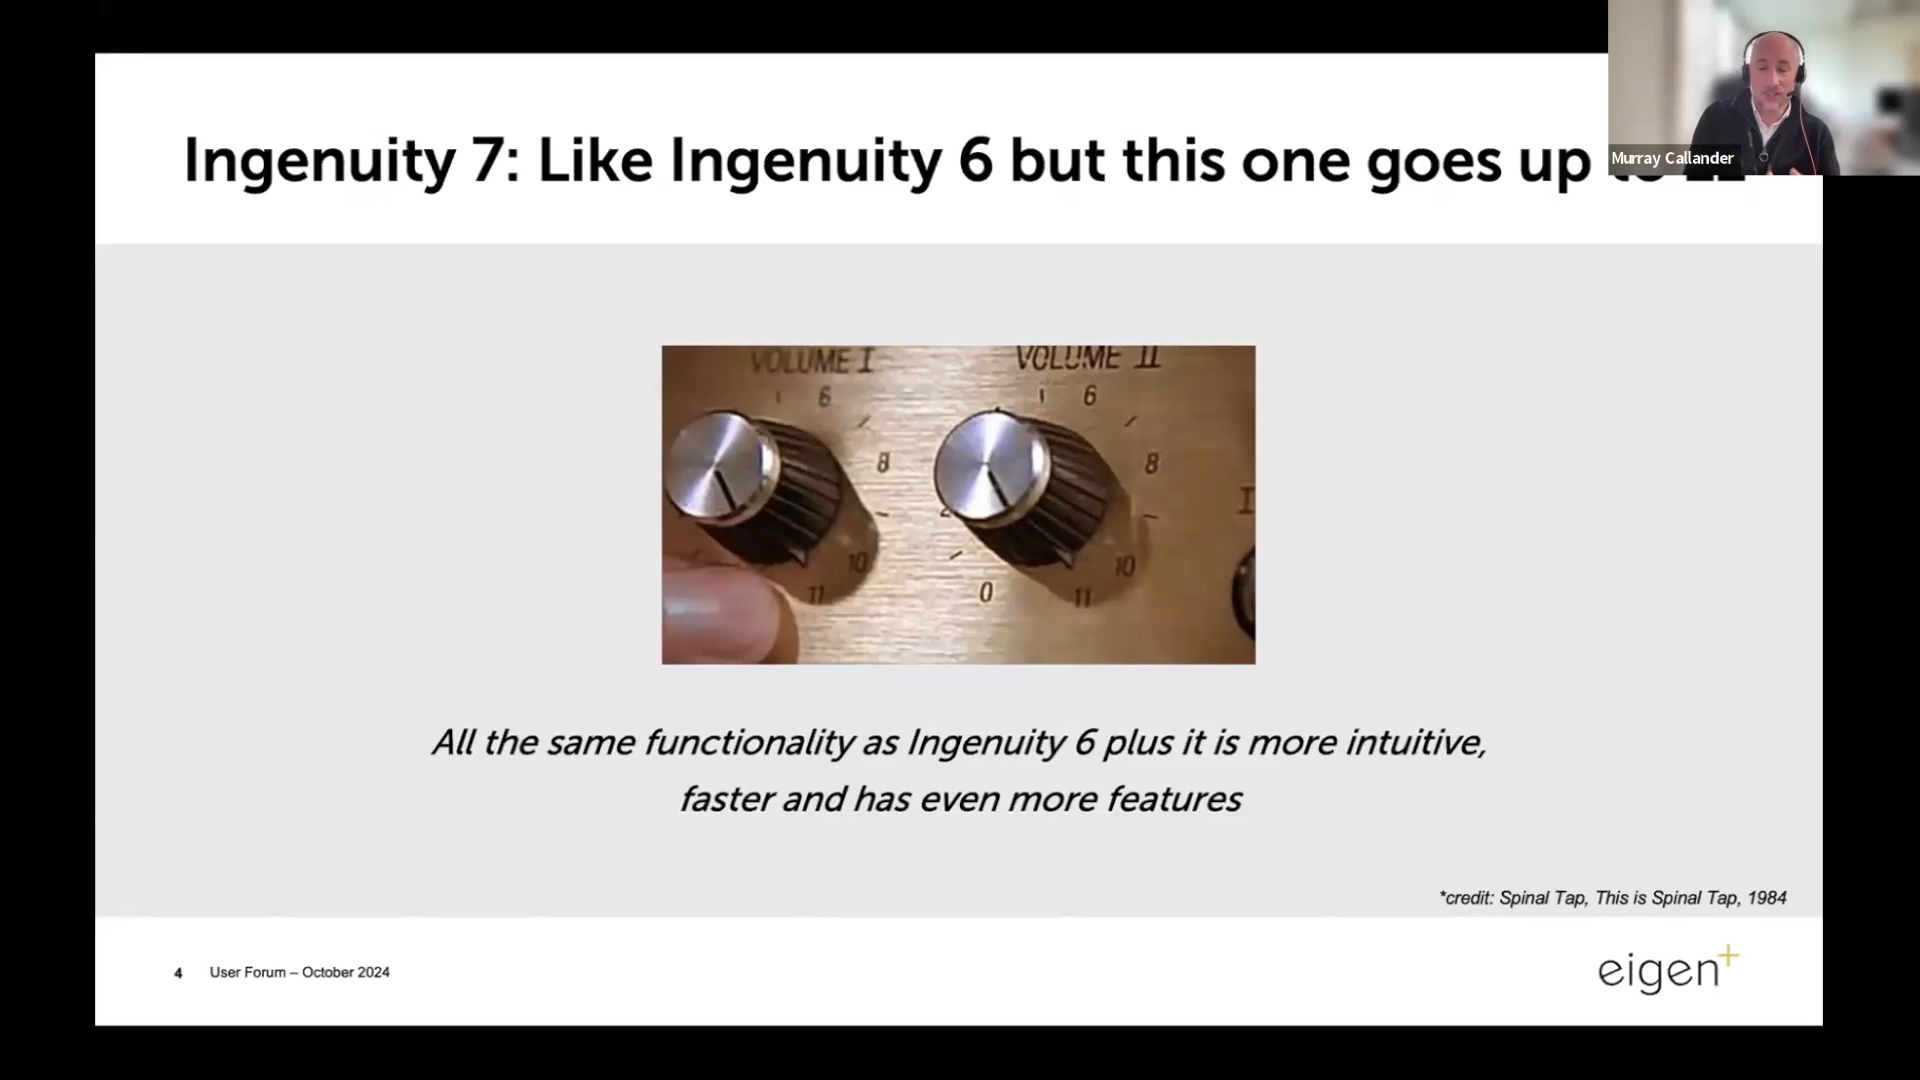 Ingenuity 7: Like Ingenuity 6 but this one goes up
Murray Callander
VOLUME I
VOLUME II
6
6
8
8
I
10
10
11
0
11
All the same functionality as Ingenuity 6 plus it is more intuitive,
faster and has even more features
*credit: Spinal Tap, This is Spinal Tap, 1984
4 User Forum – October 2024
eigen+